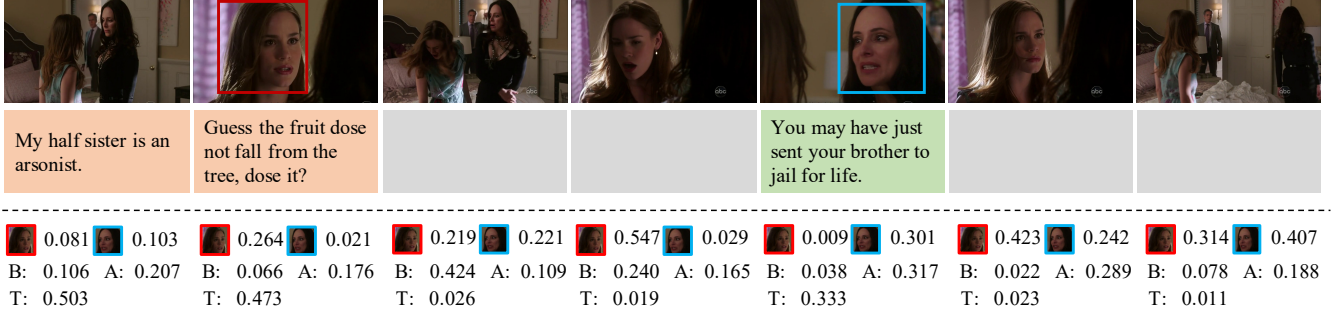 abc
abc
abc
abc
abc
My half sister is an
arsonist.
Guess the fruit dose
not fall from the
tree, dose it?
You may have just
sent your brother to
jail for life.
0.081 0.103
B: 0.106 A: 0.207
T: 0.503
0.264 0.021
B: 0.066 A: 0.176
T: 0.473
0.219 0.221
B: 0.424 A: 0.109
T: 0.026
0.547 0.029
B: 0.240 A: 0.165
T: 0.019
0.009 0.301
B: 0.038 A: 0.317
T: 0.333
0.423 0.242
B: 0.022 A: 0.289
T: 0.023
0.314 0.407
B: 0.078 A: 0.188
T: 0.011